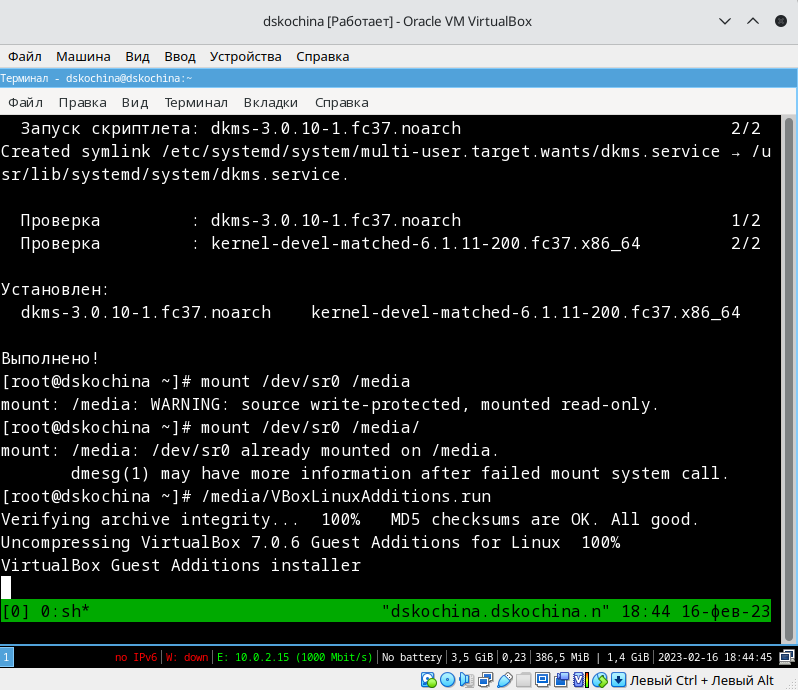 dskochina [Работает] - Oracle VM VirtualBox
Файл Машина Вид Ввод Устройства Справка
Терминал - dskochina@dskochina:~
Файл Правка Вид Терминал Вкладки Справка
Запуск скриптлета: dkms-3.0.10-1.fc37.noarch 2/2
Created symlink /etc/systemd/system/multi-user.target.wants/dkms.service → /u
sr/lib/systemd/system/dkms.service.
Проверка : dkms-3.0.10-1.fc37.noarch 1/2
Проверка : kernel-devel-matched-6.1.11-200.fc37.x86_64 2/2
Установлен:
dkms-3.0.10-1.fc37.noarch kernel-devel-matched-6.1.11-200.fc37.x86_64
Выполнено!
[root@dskochina ~]# mount /dev/sr0 /media
mount: /media: WARNING: source write-protected, mounted read-only.
[root@dskochina ~]# mount /dev/sr0 /media/
mount: /media: /dev/sr0 already mounted on /media.
dmesg(1) may have more information after failed mount system call.
[root@dskochina ~]# /media/VBoxLinuxAdditions.run
Verifying archive integrity... 100% MD5 checksums are OK. All good.
Uncompressing VirtualBox 7.0.6 Guest Additions for Linux 100%
VirtualBox Guest Additions installer
[0] 0:sh* "dskochina.dskochina.n" 18:44 16-фев-23
1 no IPv6 | W: down | E: 10.0.2.15 (1000 Mbit/s) | No battery | 3,5 GiB | 0,23 | 386,5 MiB | 1,4 GiB | 2023-02-16 18:44:45
Левый Ctrl + Левый Alt